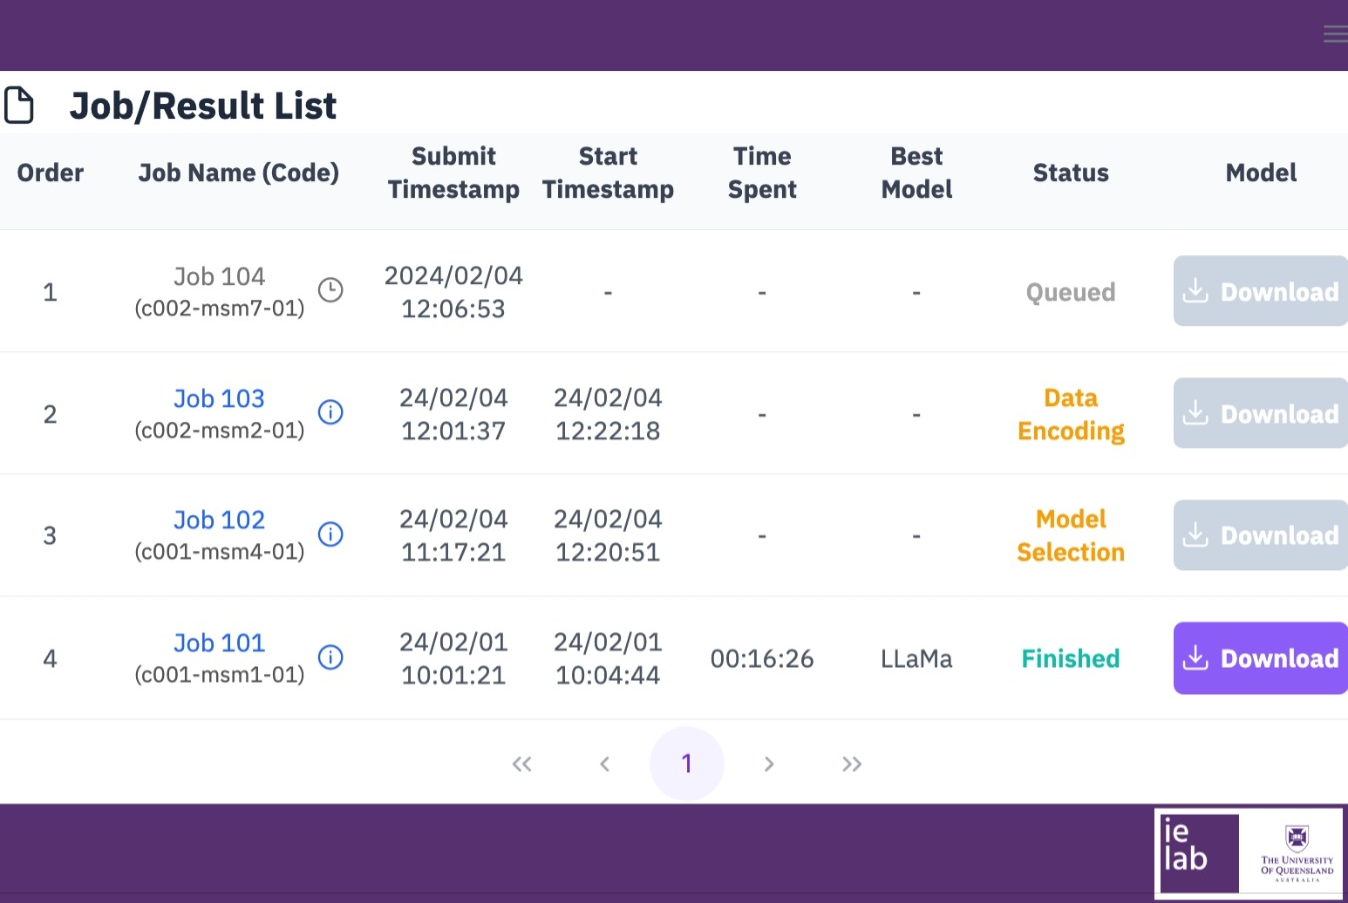 Job/Result List
Order Job Name (Code) Submit Timestamp Start Timestamp Time Spent Best Model Status Model
1 Job 104 (c002-msm7-01) 2024/02/04 12:06:53 - - - Queued Download
2 Job 103 (c002-msm2-01) 24/02/04 12:01:37 24/02/04 12:22:18 - - Data Encoding Download
3 Job 102 (c001-msm4-01) 24/02/04 11:17:21 24/02/04 12:20:51 - - Model Selection Download
4 Job 101 (c001-msm1-01) 24/02/01 10:01:21 24/02/01 10:04:44 00:16:26 LLaMa Finished Download
« ‹ 1 › »
ie
lab
THE UNIVERSITY
OF QUEENSLAND
AUSTRALIA